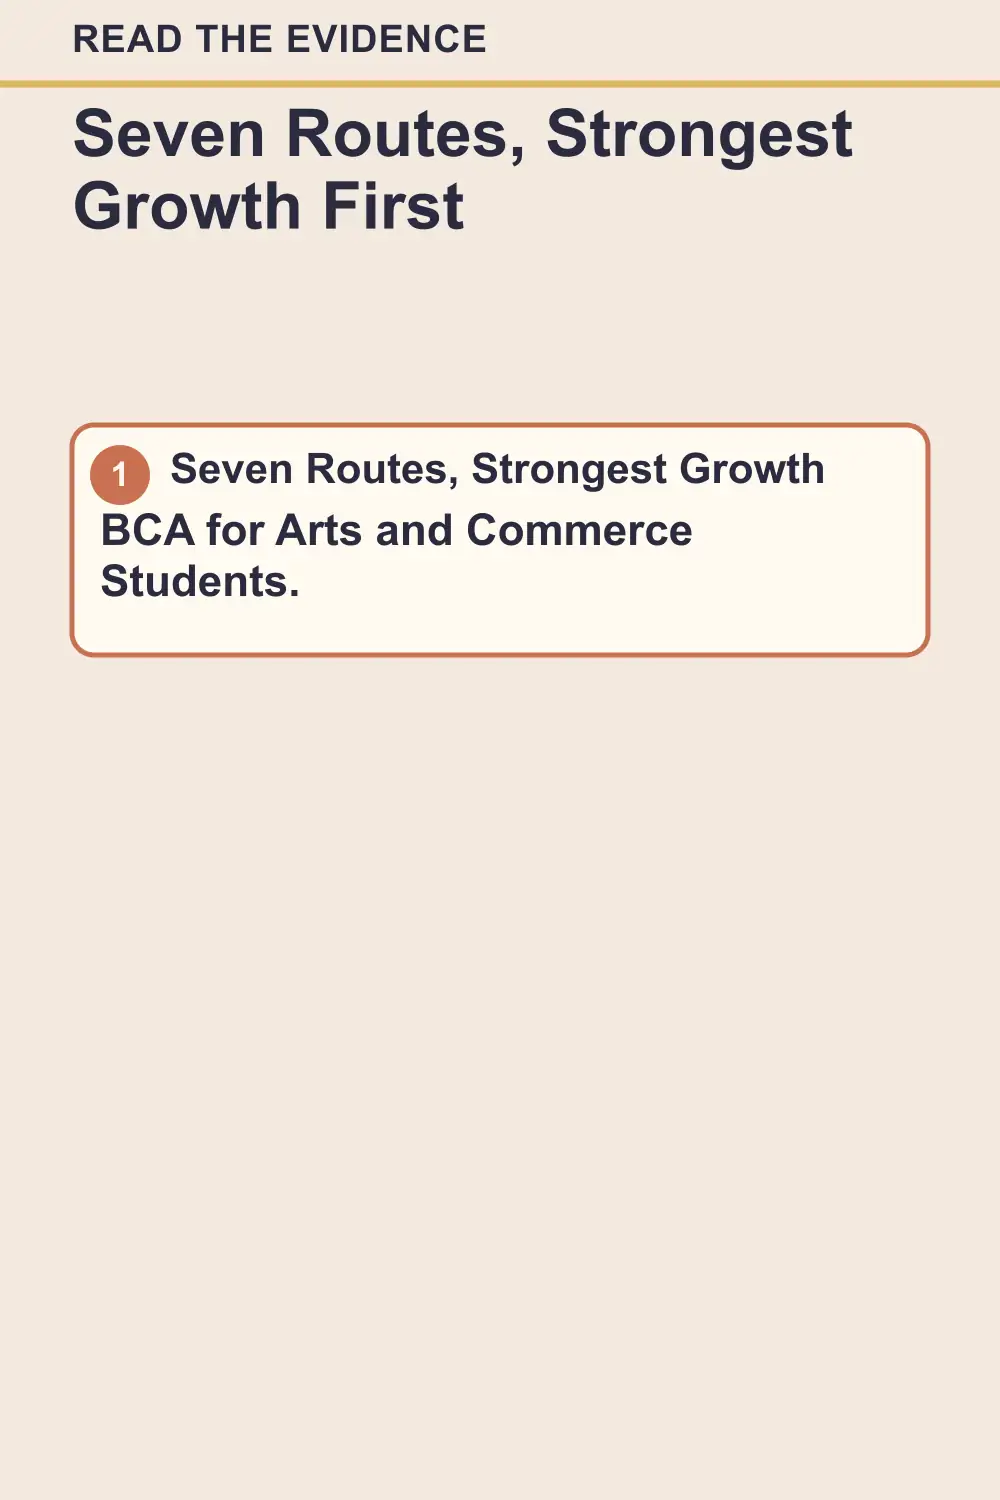 READ THE EVIDENCE
Seven Routes, Strongest
Growth First
1 Seven Routes, Strongest Growth
BCA for Arts and Commerce
Students.